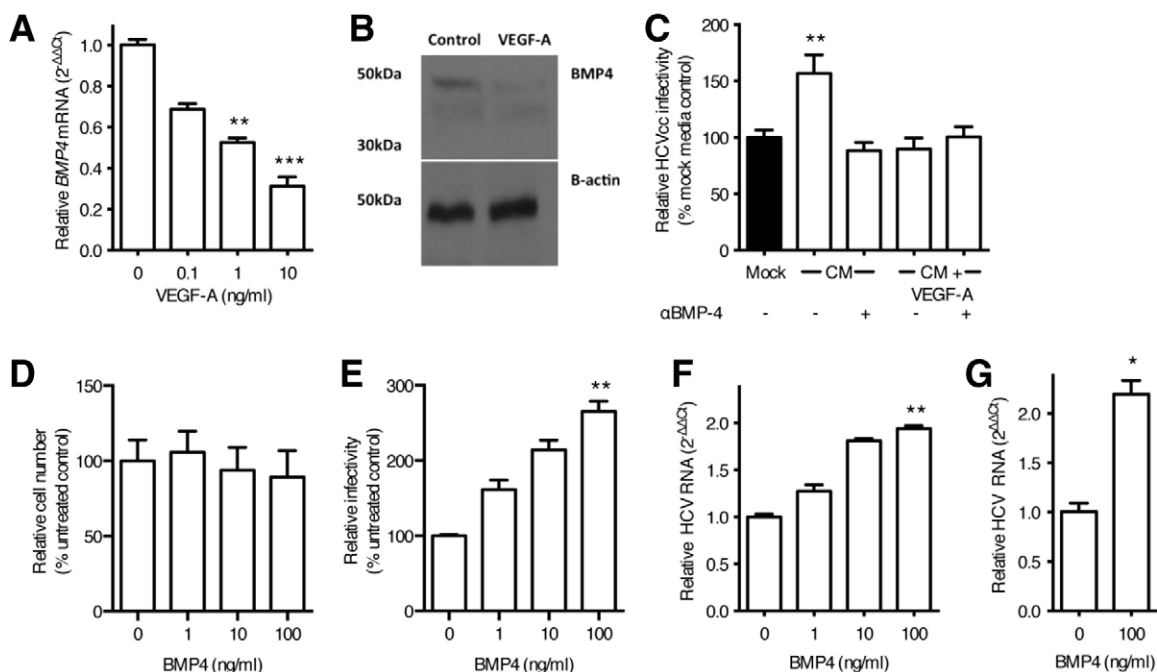 A
Relative BMP4 mRNA (2-ΔΔCt)
1.0
0.8
0.6
0.4
0.2
0.0
**
***
0 0.1 1 10
VEGF-A (ng/ml)
B
Control VEGF-A
50kDa
BMP4
30kDa
50kDa
B-actin
C
Relative HCVcc infectivity
(% mock media control)
200
150
100
50
0
**
Mock CM CM +
VEGF-A
αBMP-4 - - + - +
D
Relative cell number
(% untreated control)
150
100
50
0
0 1 10 100
BMP4 (ng/ml)
E
Relative infectivity
(% untreated control)
300
200
100
0
**
0 1 10 100
BMP4 (ng/ml)
F
Relative HCV RNA (2-ΔΔCt)
2.0
1.5
1.0
0.5
0.0
**
0 1 10 100
BMP4 (ng/ml)
G
Relative HCV RNA (2ΔΔCt)
2.0
1.5
1.0
0.5
0.0
*
0 100
BMP4 (ng/ml)